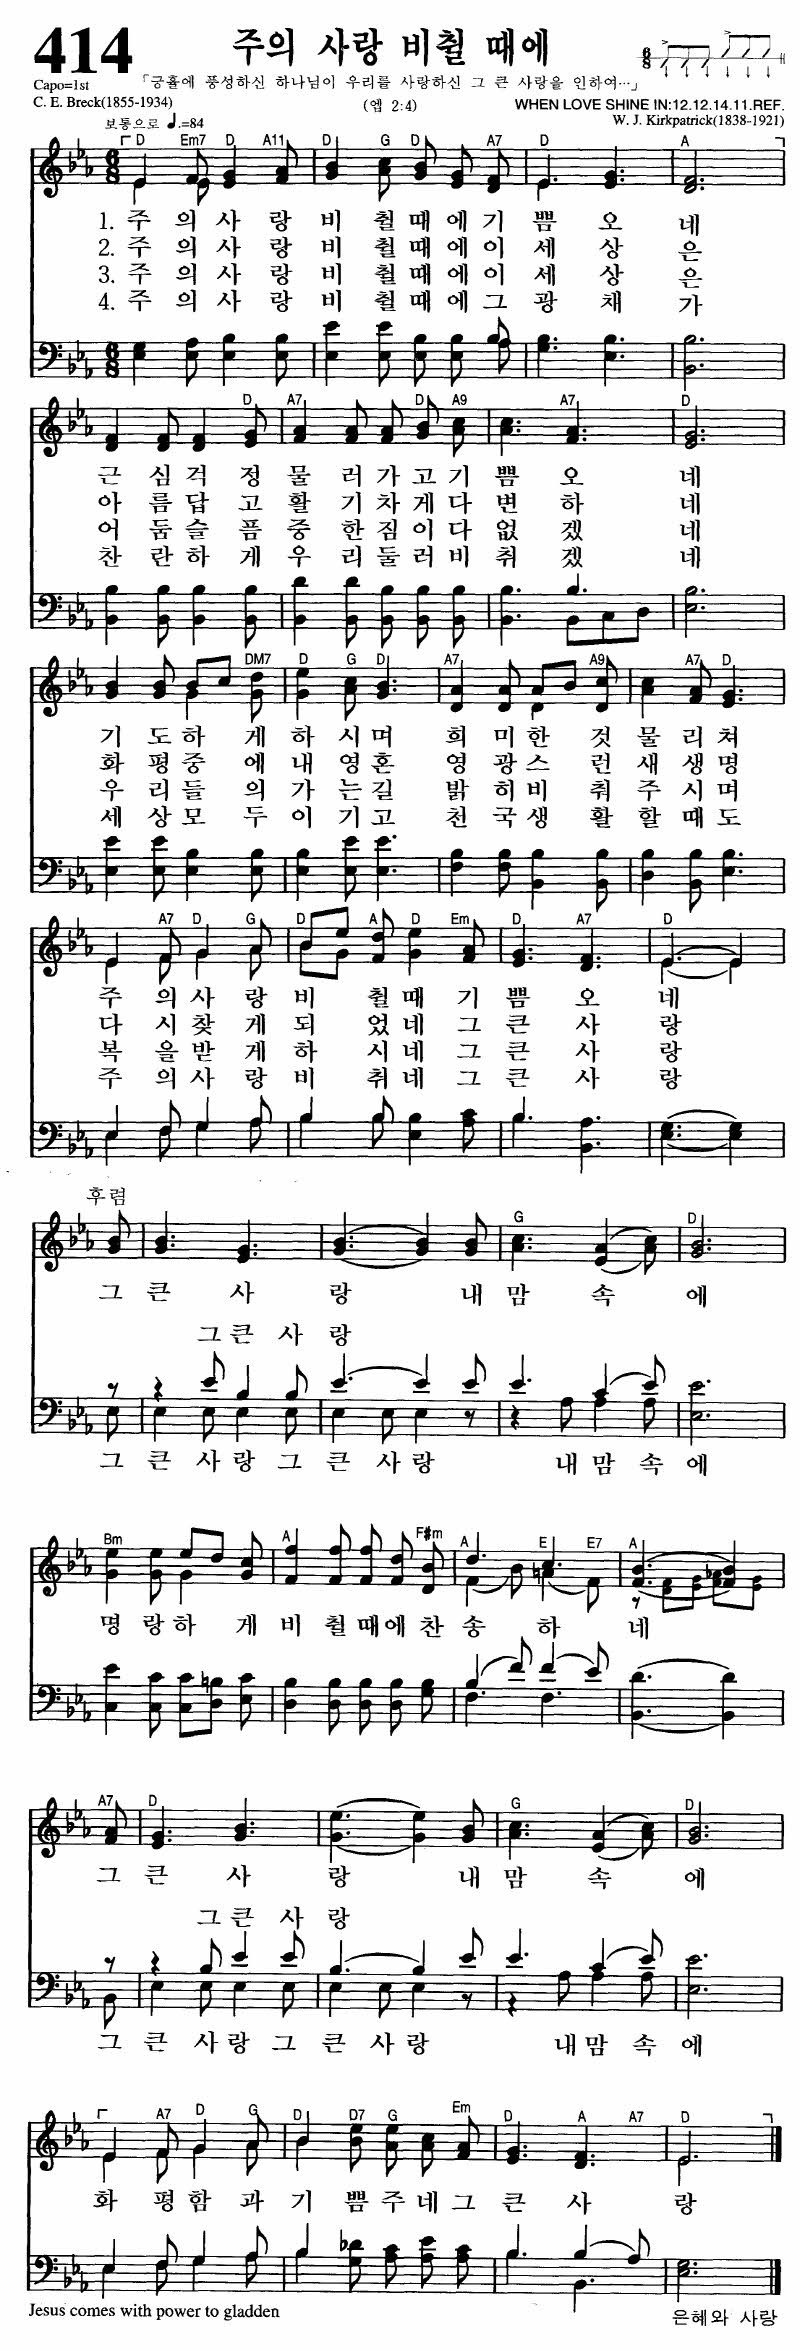 414 주의 사랑 비췰 때에
Capo=1st 「긍휼에 풍성하신 하나님이 우리를 사랑하신 그 큰 사랑을 인하여…」
C. E. Breck(1855-1934) (엡 2:4) WHEN LOVE SHINE IN:12.12.14.11.REF.
보통으로 ♩.=84 W. J. Kirkpatrick(1838-1921)
D Em7 D A11 D G D A7 D A
6/8
1. 주 의 사 랑 비 췰 때 에 기 쁨 오 네
2. 주 의 사 랑 비 췰 때 에 이 세 상 은
3. 주 의 사 랑 비 췰 때 에 이 세 상 은
4. 주 의 사 랑 비 췰 때 에 그 광 채 가
D A7 D A9 A7 D
근 심 걱 정 물 러 가 고 기 쁨 오 네
아 름 답 고 활 기 차 게 다 변 하 네
어 둠 슬 픔 중 한 짐 이 다 없 겠 네
찬 란 하 게 우 리 둘 러 비 취 겠 네
DM7 D G D A7 A9 A7 D
기 도 하 게 하 시 며 희 미 한 것 물 리 쳐
화 평 중 에 내 영 혼 영 광 스 런 새 생 명
우 리 들 의 가 는 길 밝 히 비 춰 주 시 며
세 상 모 두 이 기 고 천 국 생 활 할 때 도
A7 D G D A D Em D A7 D
주 의 사 랑 비 췰 때 기 쁨 오 네
다 시 찾 게 되 었 네 그 큰 사 랑
복 을 받 게 하 시 네 그 큰 사 랑
주 의 사 랑 비 취 네 그 큰 사 랑
후렴
G D
그 큰 사 랑 내 맘 속 에
그 큰 사 랑
그 큰 사 랑 그 큰 사 랑 내 맘 속 에
Bm A F#m A E E7 A
명 랑 하 게 비 췰 때 에 찬 송 하 네
A7 D G D
그 큰 사 랑 내 맘 속 에
그 큰 사 랑
그 큰 사 랑 그 큰 사 랑 내 맘 속 에
A7 D G D D7 G Em D A A7 D
화 평 함 과 기 쁨 주 네 그 큰 사 랑
Jesus comes with power to gladden
은혜와 사랑